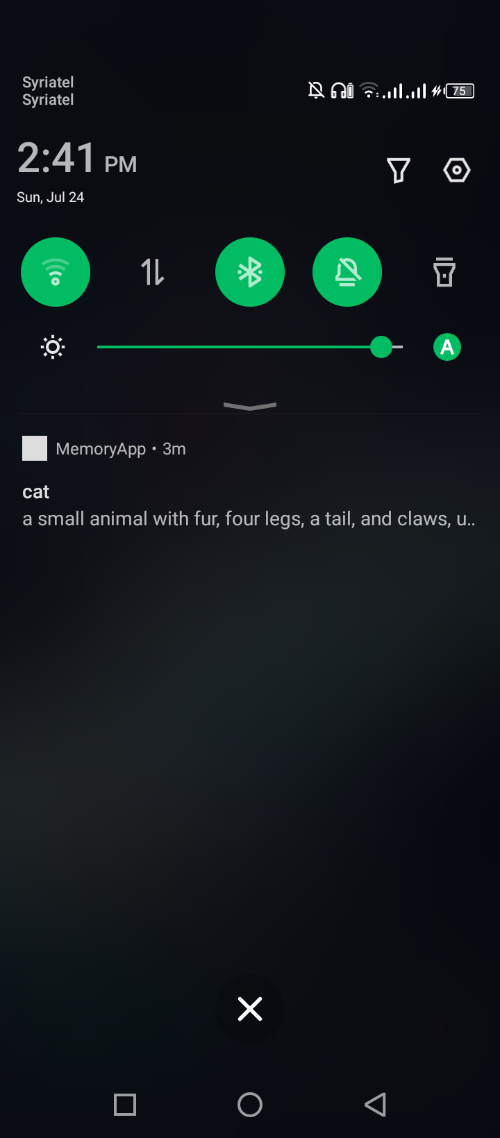 Syriatel
Syriatel
75
2:41 PM
Sun, Jul 24
A
MemoryApp • 3m
cat
a small animal with fur, four legs, a tail, and claws, u..